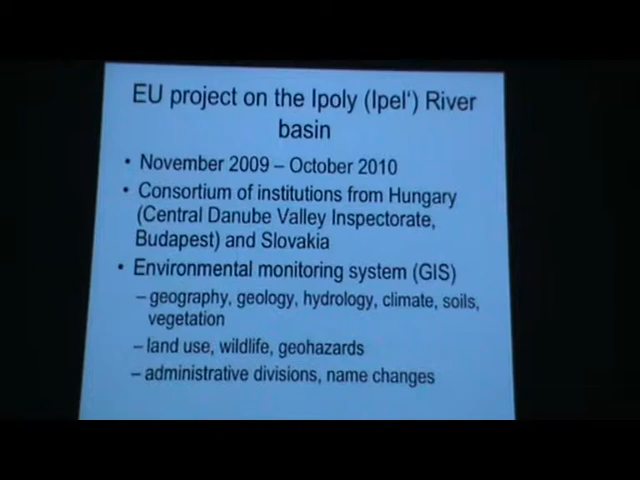 EU project on the Ipoly (Ipel') River
basin
• November 2009 – October 2010
• Consortium of institutions from Hungary
(Central Danube Valley Inspectorate,
Budapest) and Slovakia
• Environmental monitoring system (GIS)
– geography, geology, hydrology, climate, soils,
vegetation
– land use, wildlife, geohazards
– administrative divisions, name changes